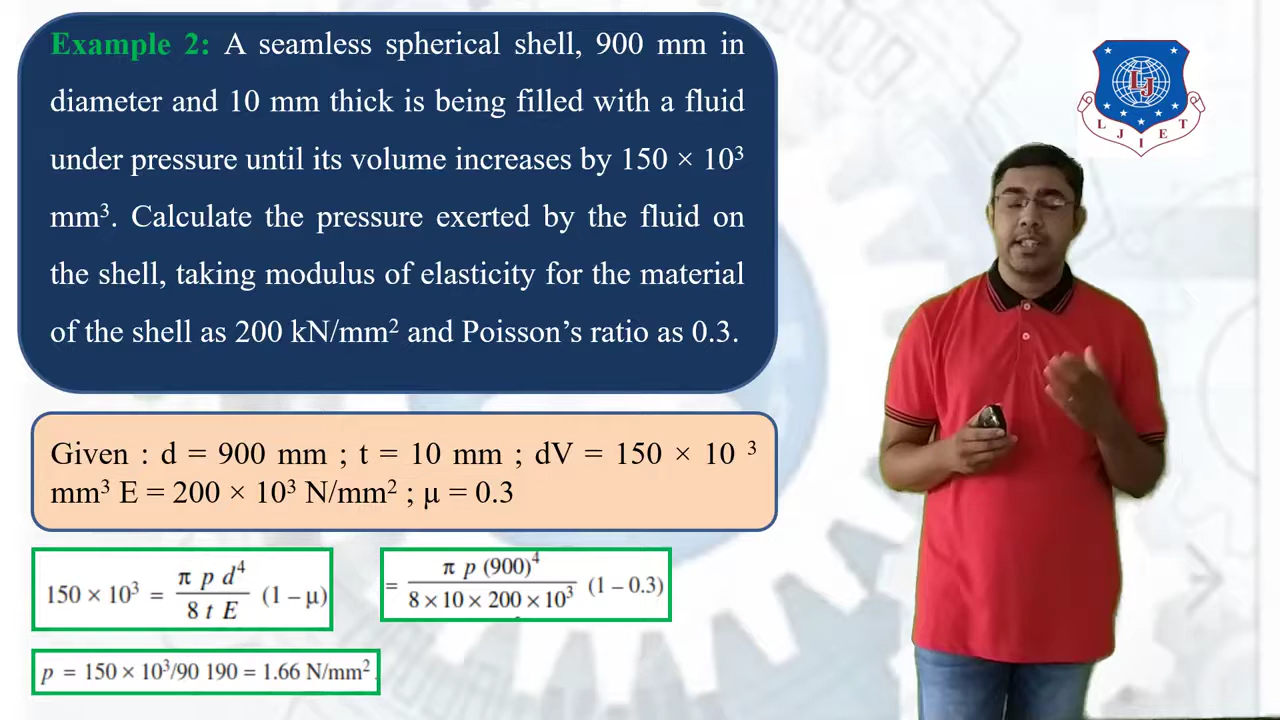 Example 2: A seamless spherical shell, 900 mm in
diameter and 10 mm thick is being filled with a fluid
under pressure until its volume increases by 150 × 10³
mm³. Calculate the pressure exerted by the fluid on
the shell, taking modulus of elasticity for the material
of the shell as 200 kN/mm² and Poisson's ratio as 0.3.
LJ
LJIET
Given : d = 900 mm ; t = 10 mm ; dV = 150 × 10 ³
mm³ E = 200 × 10³ N/mm² ; μ = 0.3
150 × 10³ = π p d⁴ / 8 t E (1 – μ)
= π p (900)⁴ / 8 × 10 × 200 × 10³ (1 – 0.3)
p = 150 × 10³/90 190 = 1.66 N/mm²